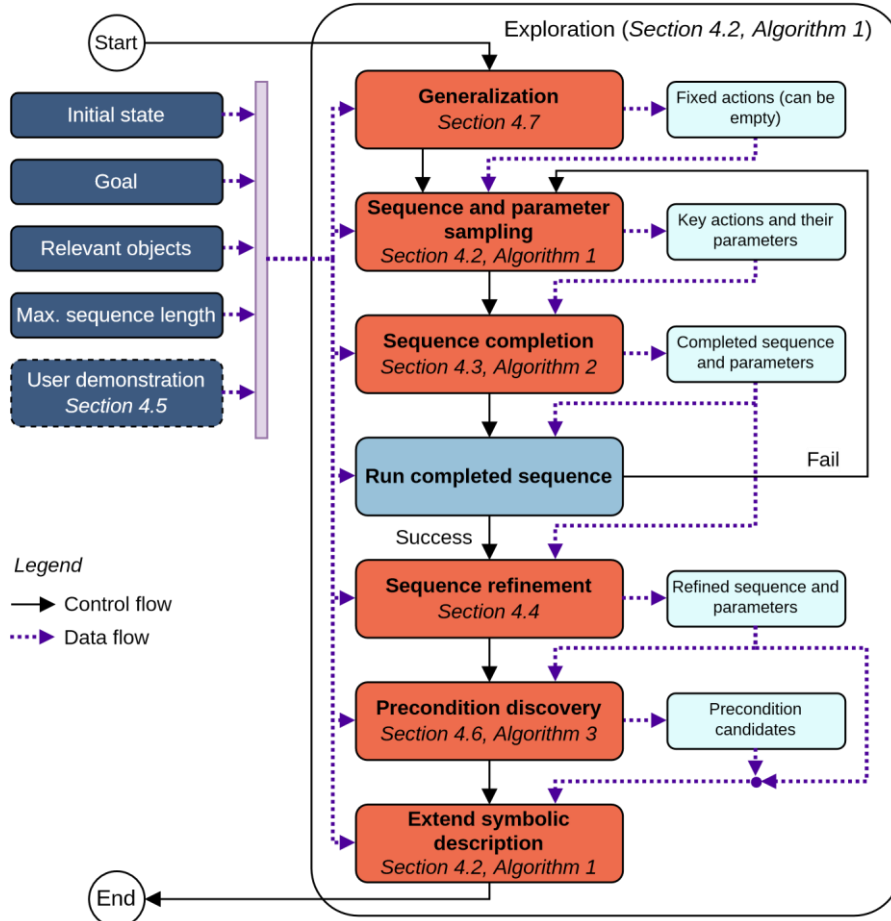 Start
Exploration (Section 4.2, Algorithm 1)
Initial state
Goal
Relevant objects
Max. sequence length
User demonstration
Section 4.5
Generalization
Section 4.7
Fixed actions (can be
empty)
Sequence and parameter
sampling
Section 4.2, Algorithm 1
Key actions and their
parameters
Sequence completion
Section 4.3, Algorithm 2
Completed sequence
and parameters
Run completed sequence
Fail
Success
Legend
Control flow
Data flow
Sequence refinement
Section 4.4
Refined sequence and
parameters
Precondition discovery
Section 4.6, Algorithm 3
Precondition
candidates
Extend symbolic
description
Section 4.2, Algorithm 1
End